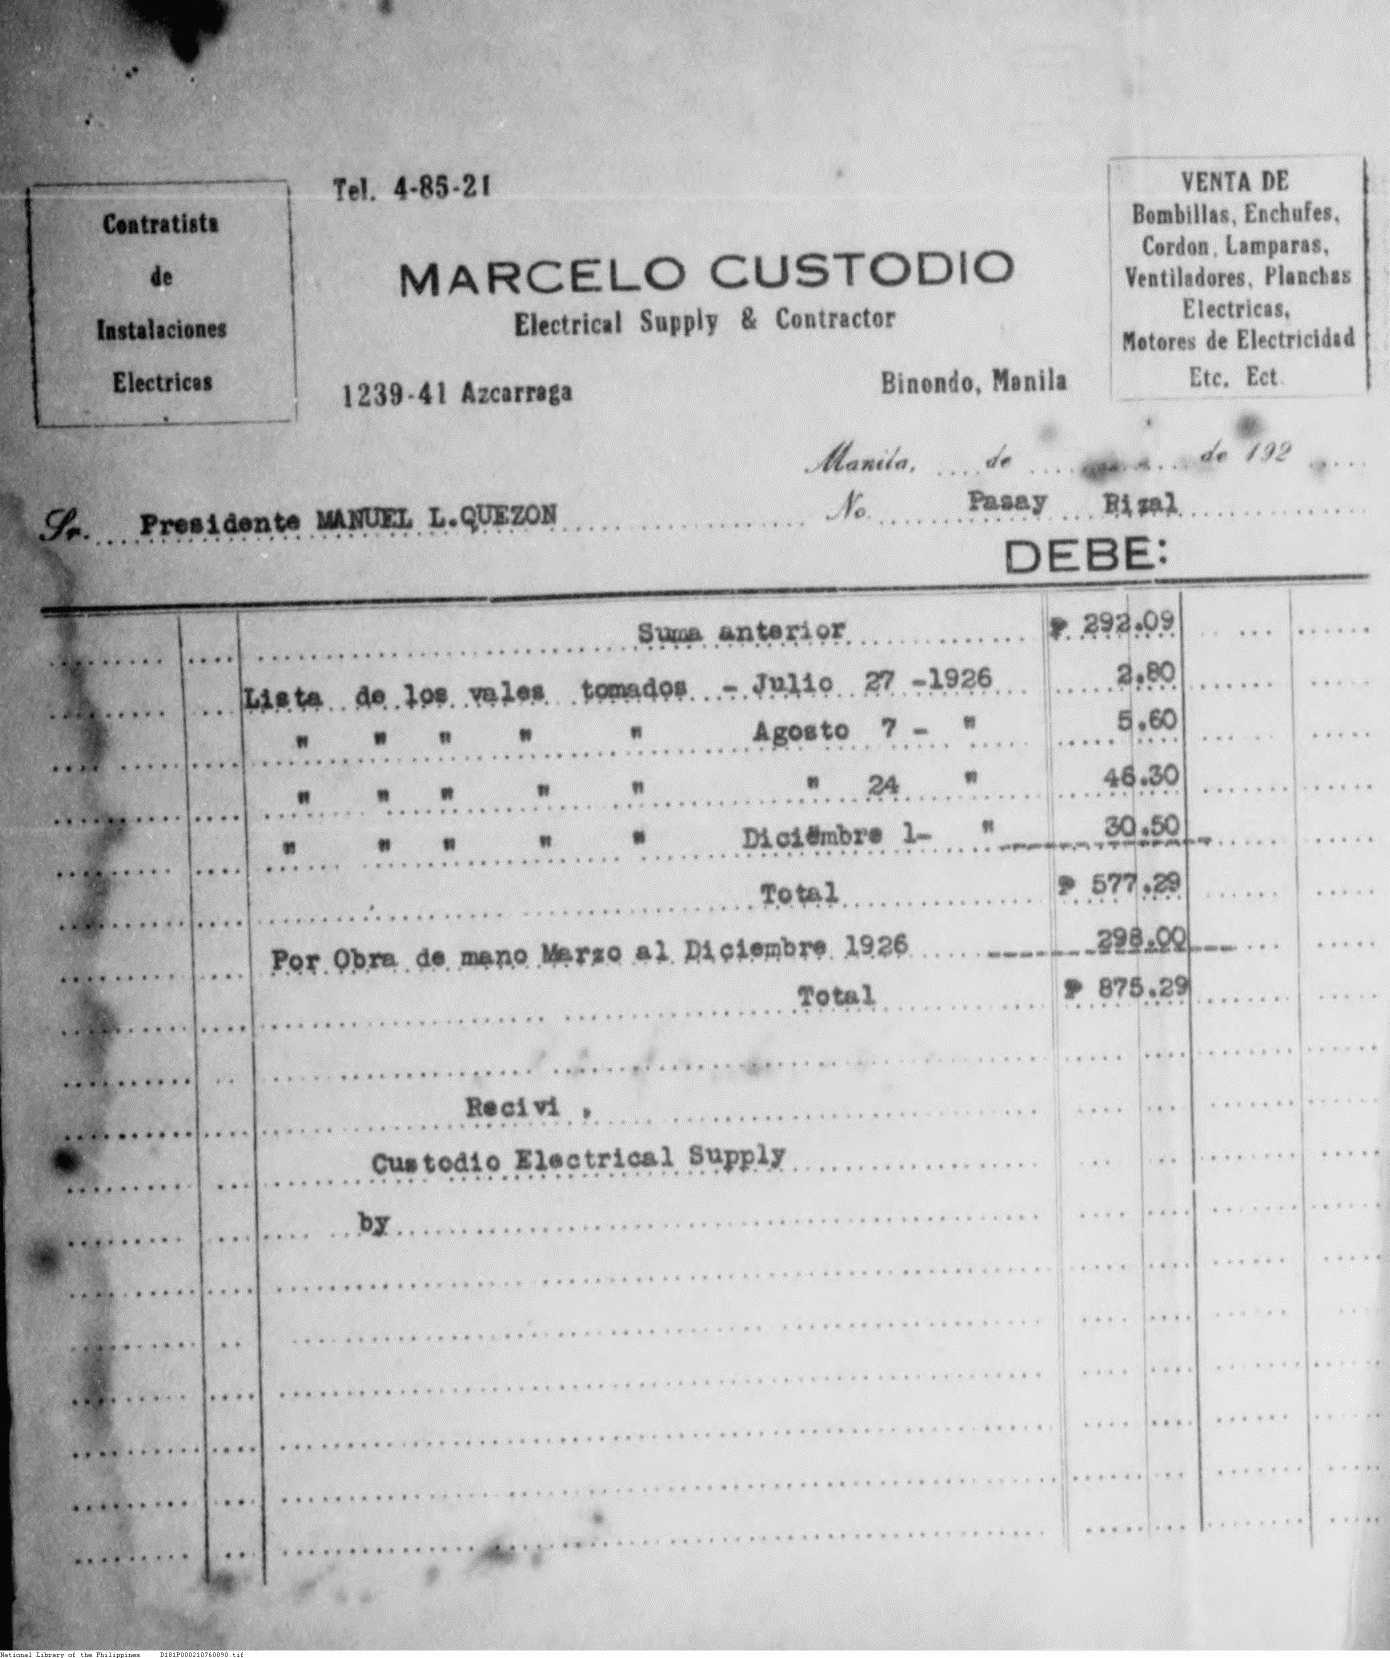 Contratista
de
Instalaciones
Electricas
Tel. 4-85-21
MARCELO CUSTODIO
Electrical Supply & Contractor
1239-41 Azcarraga
Binondo, Manila
VENTA DE
Bombillas, Enchufes,
Cordon, Lamparas,
Ventiladores, Planchas
Electricas,
Motores de Electricidad
Etc. Ect.
Manila, .... de .... de 192
Sr. Presidente MANUEL L.QUEZON No. Pasay Rizal
DEBE:
Suma anterior ₱ 292.09
Lista de los vales tomados - Julio 27 -1926 2.80
" " " " " Agosto 7 - " 5.60
" " " " " " 24 " 46.30
" " " " " Diciembre 1- " 30.50
Total ₱ 577.29
Por Obra de mano Marzo al Diciembre 1926 298.00
Total ₱ 875.29
Recivi ,
Custodio Electrical Supply
by
National Library of the Philippines D181P000210760890.tif